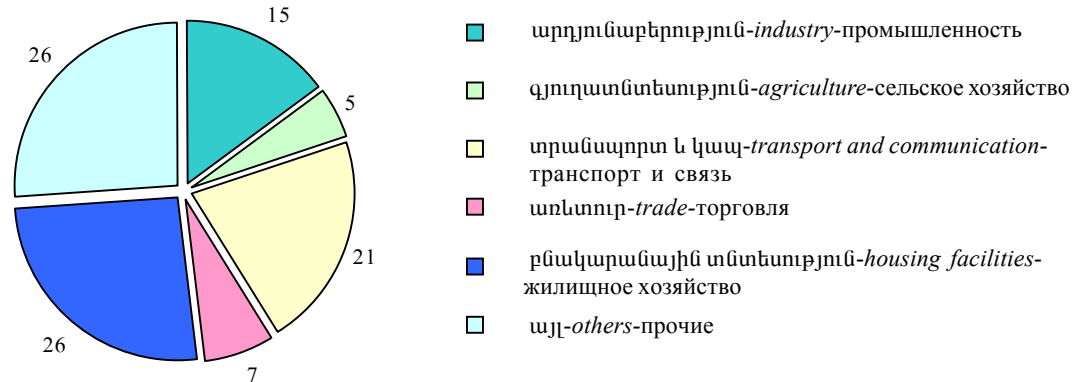 15
26
5
21
26
7
արդյունաբերություն-industry-промышленность
գյուղատնտեսություն-agriculture-сельское хозяйство
տրանսպորտ և կապ-transport and communication-
транспорт и связь
առևտուր-trade-торговля
բնակարանային տնտեսություն-housing facilities-
жилищное хозяйство
այլ-others-прочие